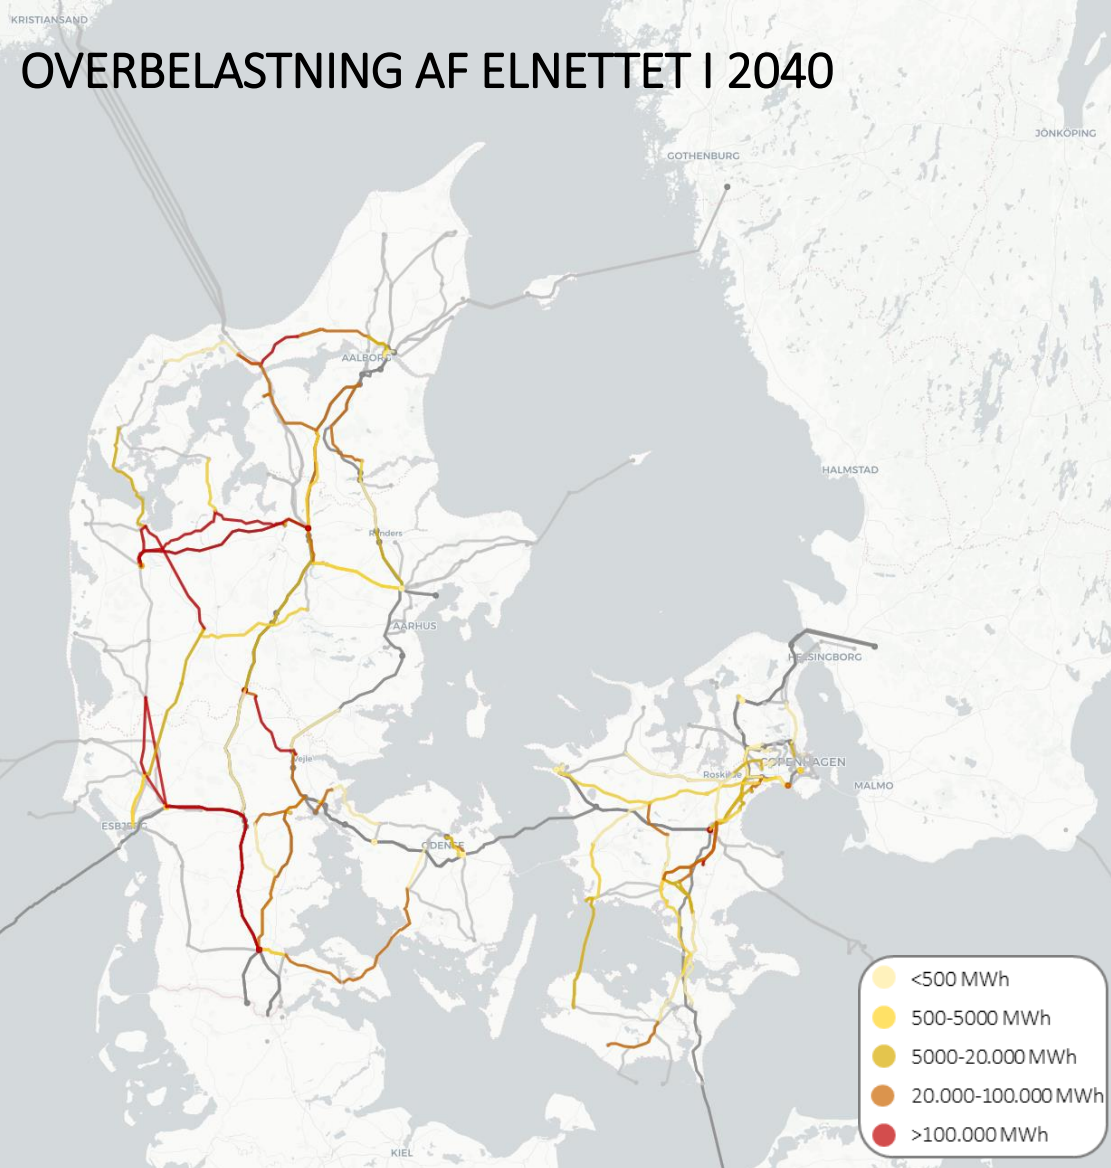 KRISTIANSAND
OVERBELASTNING AF ELNETTET I 2040
JÖNKÖPING
GOTHENBURG
AALBORG
HALMSTAD
Randers
AARHUS
HELSINGBORG
Vejle
COPENHAGEN
Roskilde
MALMO
ESBJERG
ODENSE
<500 MWh
500-5000 MWh
5000-20.000 MWh
20.000-100.000 MWh
>100.000 MWh
KIEL